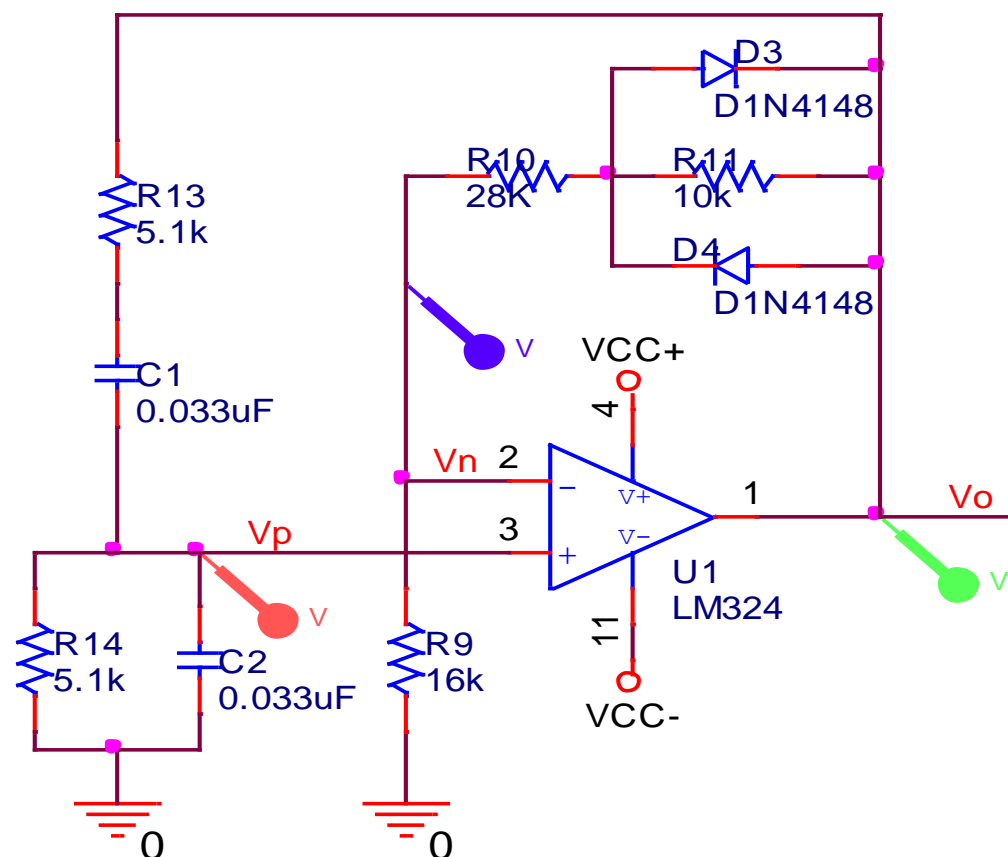 D3
D1N4148
R10
28K
R11
10k
R13
5.1k
D4
D1N4148
V
VCC+
C1
0.033uF
4
Vn
2
1
Vo
V+
Vp
3
V-
V
U1
LM324
V
R14
5.1k
C2
0.033uF
R9
16k
11
VCC-
0
0